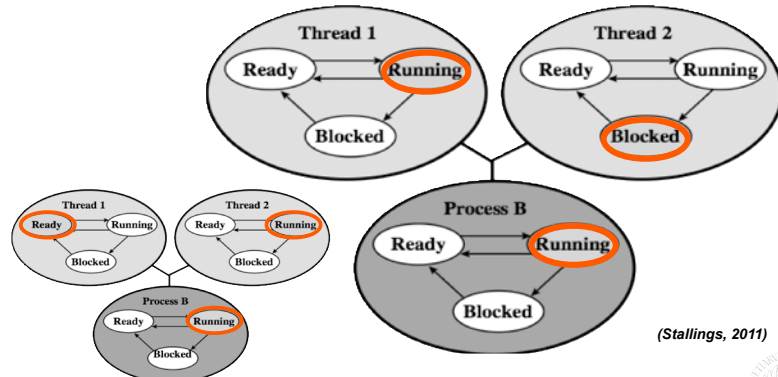 Thread 1
Ready
Running
Blocked
Thread 2
Ready
Running
Blocked
Process B
Ready
Running
Blocked
Thread 1
Ready
Running
Blocked
Thread 2
Ready
Running
Blocked
Process B
Ready
Running
Blocked
(Stallings, 2011)